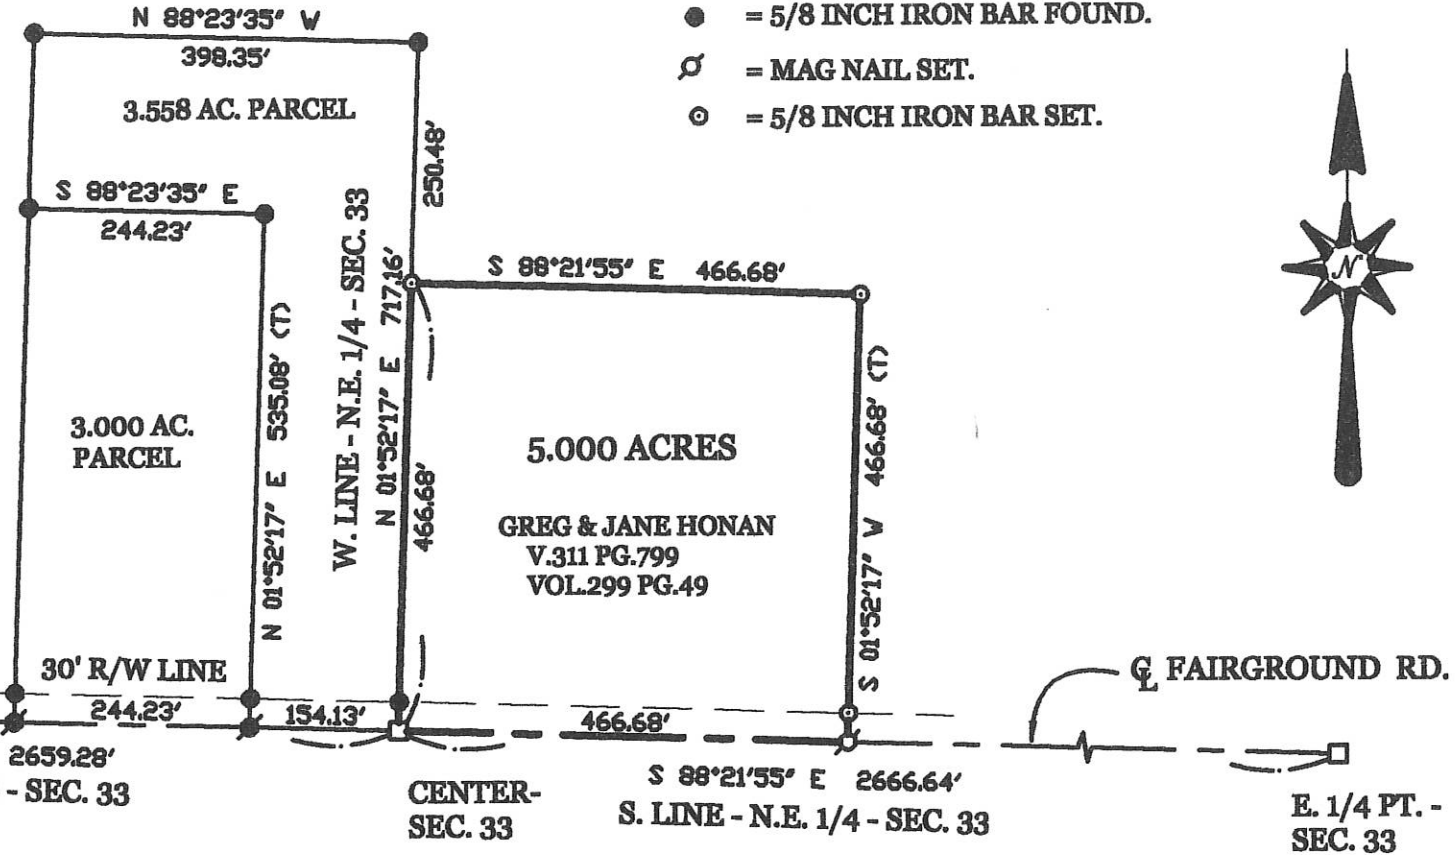 N 88°23'35" W
398.35'
3.558 AC. PARCEL
= 5/8 INCH IRON BAR FOUND.
= MAG NAIL SET.
= 5/8 INCH IRON BAR SET.
250.48'
S 88°23'35" E
244.23'
W. LINE - N.E. 1/4 - SEC. 33
N 01°52'17" E 717.16'
466.68'
S 88°21'55" E 466.68'
N
N 01°52'17" E 535.08' (T)
3.000 AC.
PARCEL
5.000 ACRES
GREG & JANE HONAN
V.311 PG.799
VOL.299 PG.49
S 01°52'17" W 466.68' (T)
30' R/W LINE
244.23'
154.13'
466.68'
CL FAIRGROUND RD.
2659.28'
- SEC. 33
CENTER-
SEC. 33
S 88°21'55" E 2666.64'
S. LINE - N.E. 1/4 - SEC. 33
E. 1/4 PT. -
SEC. 33